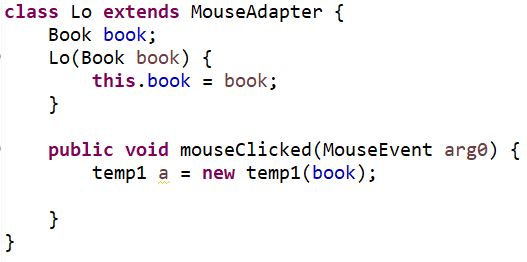 class Lo extends MouseAdapter {
    Book book;
    Lo(Book book) {
        this.book = book;
    }

    public void mouseClicked(MouseEvent arg0) {
        temp1 a = new temp1(book);

    }
}